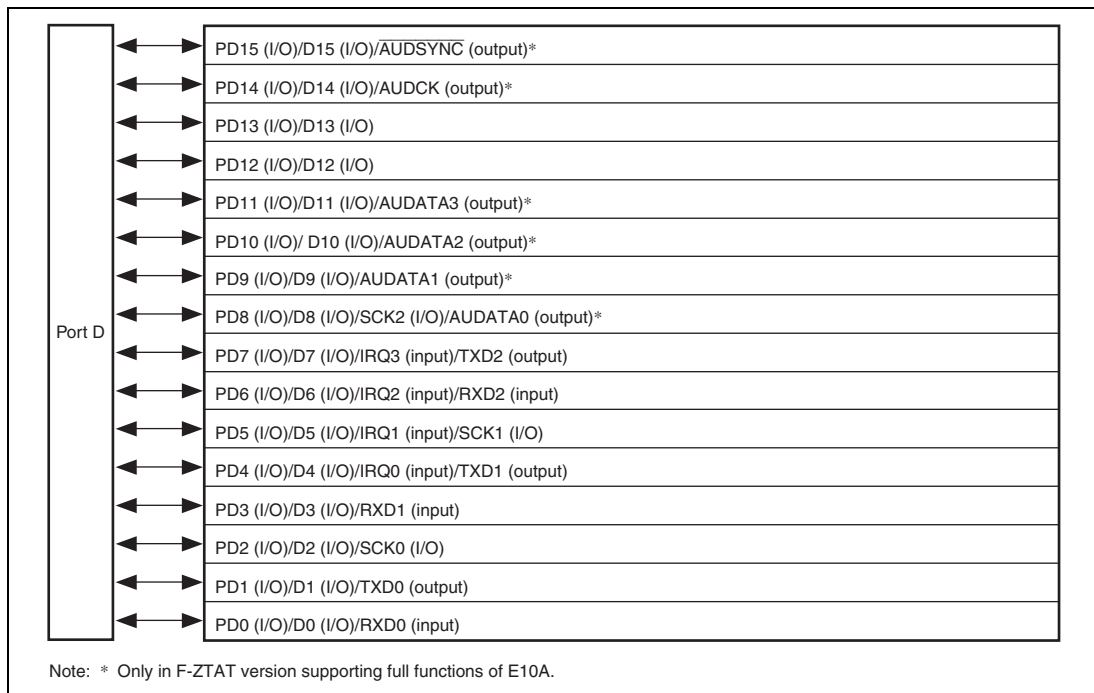 Port D
PD15 (I/O)/D15 (I/O)/A̅U̅D̅S̅Y̅N̅C̅ (output)*
PD14 (I/O)/D14 (I/O)/AUDCK (output)*
PD13 (I/O)/D13 (I/O)
PD12 (I/O)/D12 (I/O)
PD11 (I/O)/D11 (I/O)/AUDATA3 (output)*
PD10 (I/O)/ D10 (I/O)/AUDATA2 (output)*
PD9 (I/O)/D9 (I/O)/AUDATA1 (output)*
PD8 (I/O)/D8 (I/O)/SCK2 (I/O)/AUDATA0 (output)*
PD7 (I/O)/D7 (I/O)/IRQ3 (input)/TXD2 (output)
PD6 (I/O)/D6 (I/O)/IRQ2 (input)/RXD2 (input)
PD5 (I/O)/D5 (I/O)/IRQ1 (input)/SCK1 (I/O)
PD4 (I/O)/D4 (I/O)/IRQ0 (input)/TXD1 (output)
PD3 (I/O)/D3 (I/O)/RXD1 (input)
PD2 (I/O)/D2 (I/O)/SCK0 (I/O)
PD1 (I/O)/D1 (I/O)/TXD0 (output)
PD0 (I/O)/D0 (I/O)/RXD0 (input)
Note: * Only in F-ZTAT version supporting full functions of E10A.